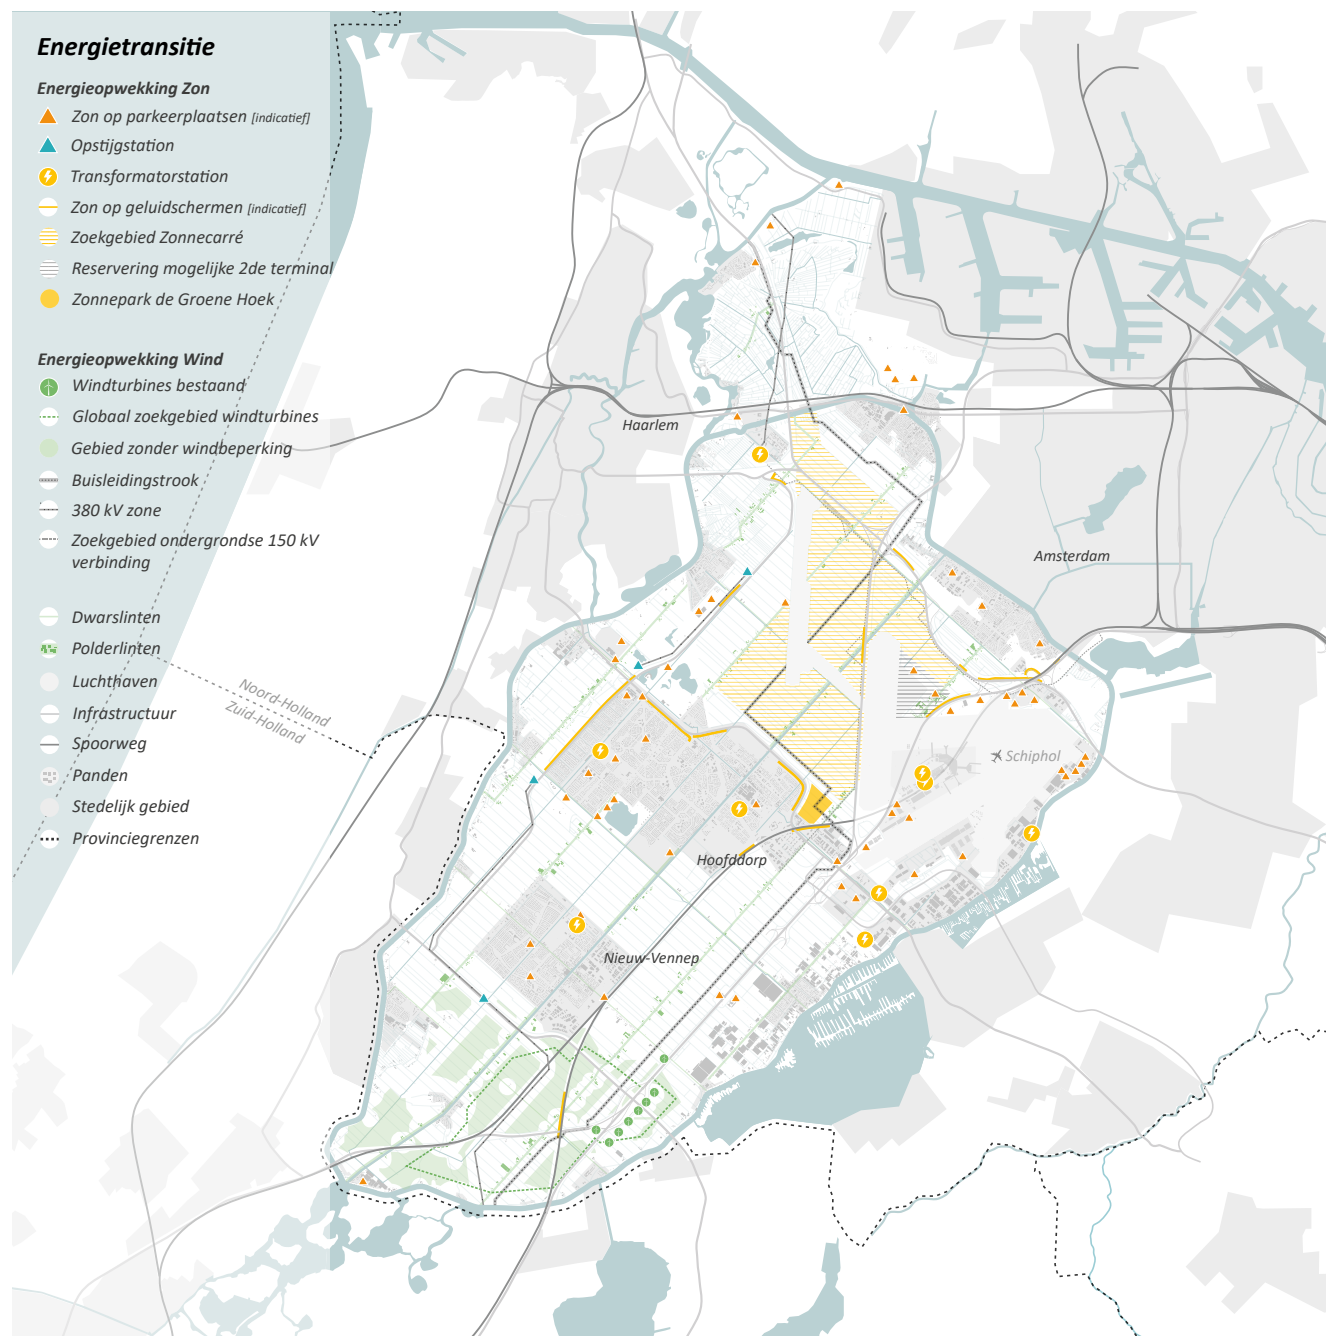 Energietransitie
Energieopwekking Zon
Zon op parkeerplaatsen [indicatief]
Opstijgstation
Transformatorstation
Zon op geluidschermen [indicatief]
Zoekgebied Zonnecarré
Reservering mogelijke 2de terminal
Zonnepark de Groene Hoek
Energieopwekking Wind
Windturbines bestaand
Globaal zoekgebied windturbines
Gebied zonder windbeperking
Buisleidingstrook
380 kV zone
Zoekgebied ondergrondse 150 kV
verbinding
Dwarslinten
Polderlinten
Luchthaven
Infrastructuur
Spoorweg
Panden
Stedelijk gebied
Provinciegrenzen
Haarlem
Amsterdam
Noord-Holland
Zuid-Holland
Schiphol
Hoofddorp
Nieuw-Vennep